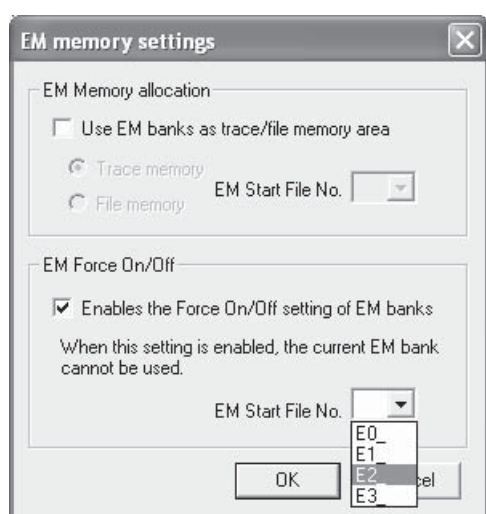 EM memory settings
EM Memory allocation
Use EM banks as trace/file memory area
Trace memory
EM Start File No.
File memory
EM Force On/Off
Enables the Force On/Off setting of EM banks
When this setting is enabled, the current EM bank
cannot be used.
EM Start File No.
E0_
E1_
E2_
E3_
OK
cel